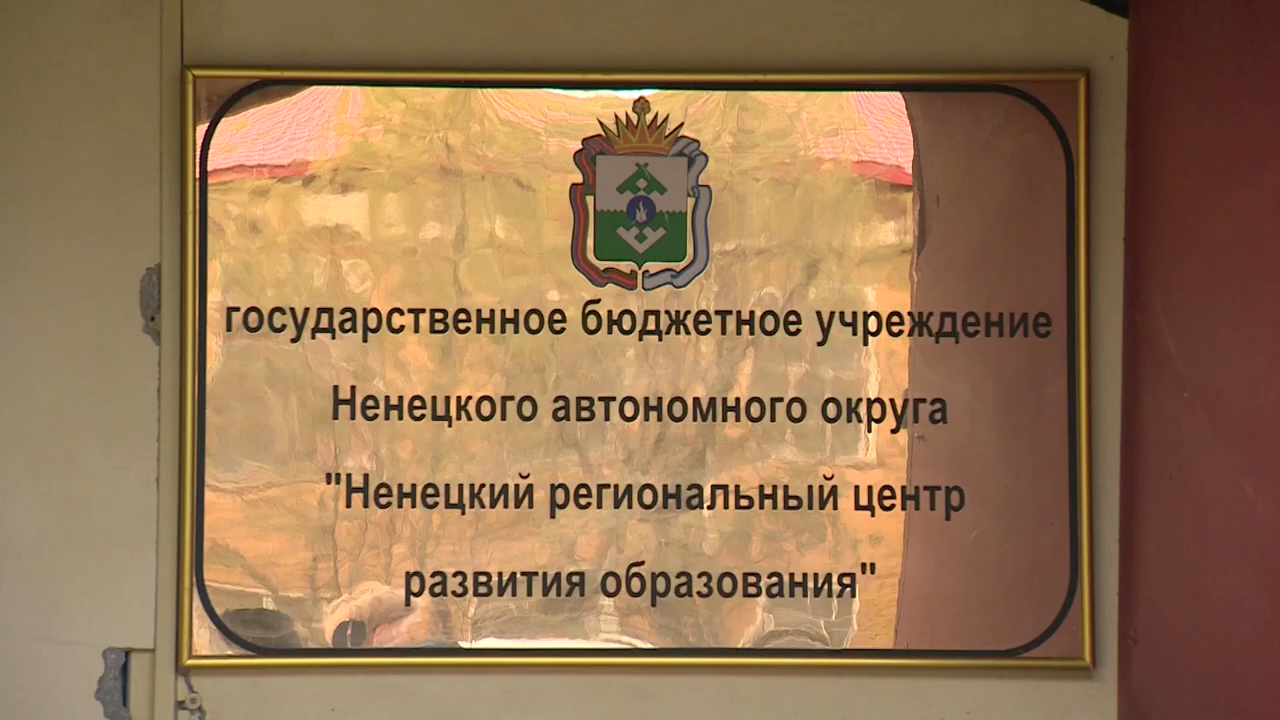 государственное бюджетное учреждение
Ненецкого автономного округа
"Ненецкий региональный центр
развития образования"